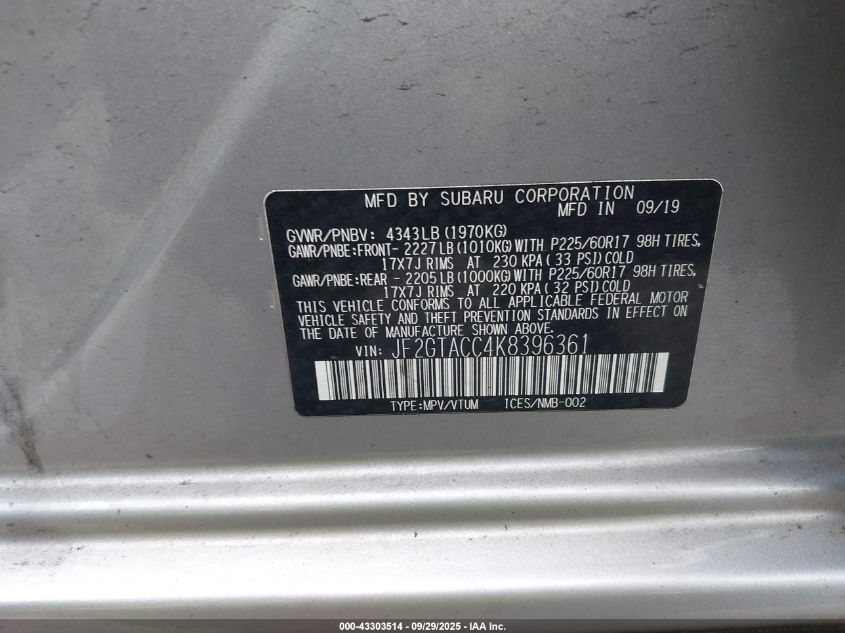 MFD BY SUBARU CORPORATION
MFD IN 09/19
GVWR/PNBV: 4343LB(1970KG)
GAWR/PNBE:FRONT- 2227LB(1010KG) WITH P225/60R17 98H TIRES,
17X7J RIMS AT 230 KPA(33 PSI)COLD
GAWR/PNBE:REAR - 2205LB(1000KG) WITH P225/60R17 98H TIRES,
17X7J RIMS AT 220 KPA(32 PSI)COLD
THIS VEHICLE CONFORMS TO ALL APPLICABLE FEDERAL MOTOR
VEHICLE SAFETY AND THEFT PREVENTION STANDARDS IN EFFECT ON
THE DATE OF MANUFACTURE SHOWN ABOVE.
VIN: JF2GTACC4K8396361
TYPE:MPV/VTUM ICES/NMB-002
000-43303514 - 09/29/2025 - IAA Inc.